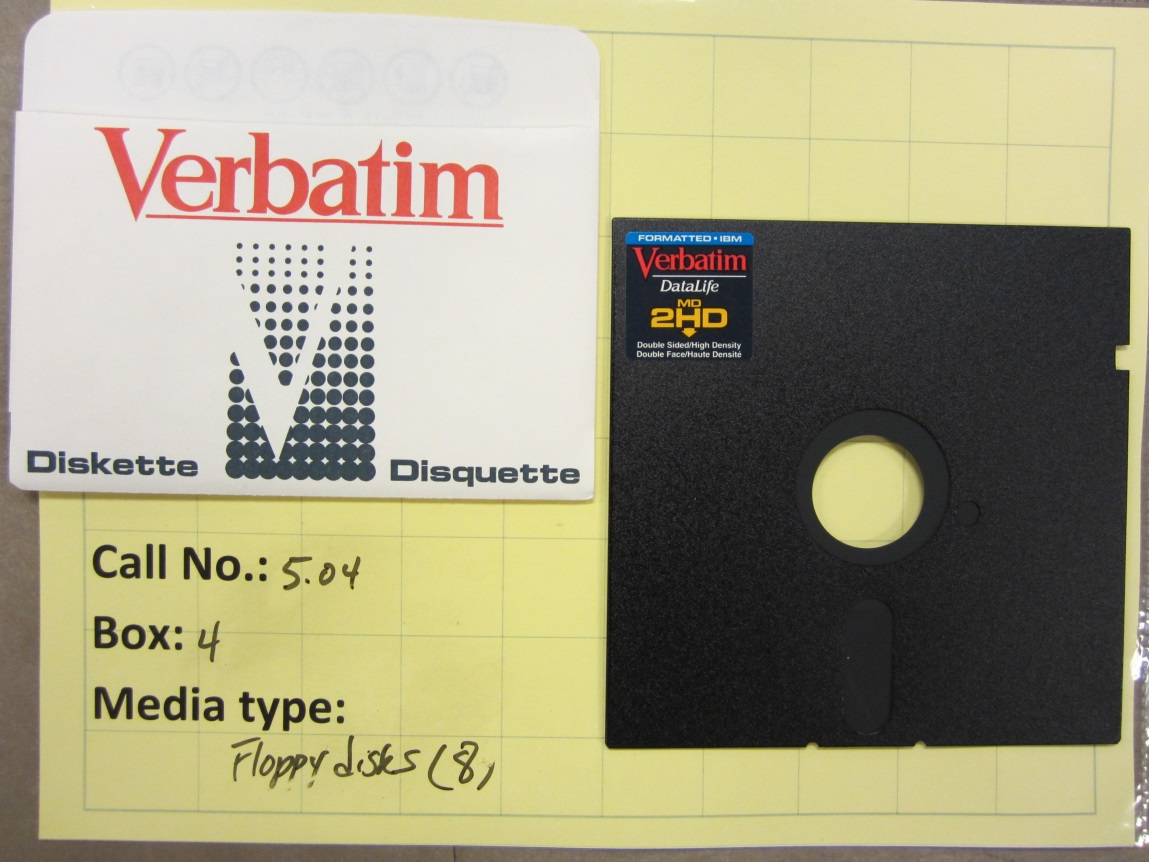 Verbatim
Diskette Disquette
FORMATTED • IBM
Verbatim
DataLife
MD
2HD
Double Sided/High Density
Double Face/Haute Densité
Call No.: 5.04
Box: 4
Media type:
Floppy disks (8)